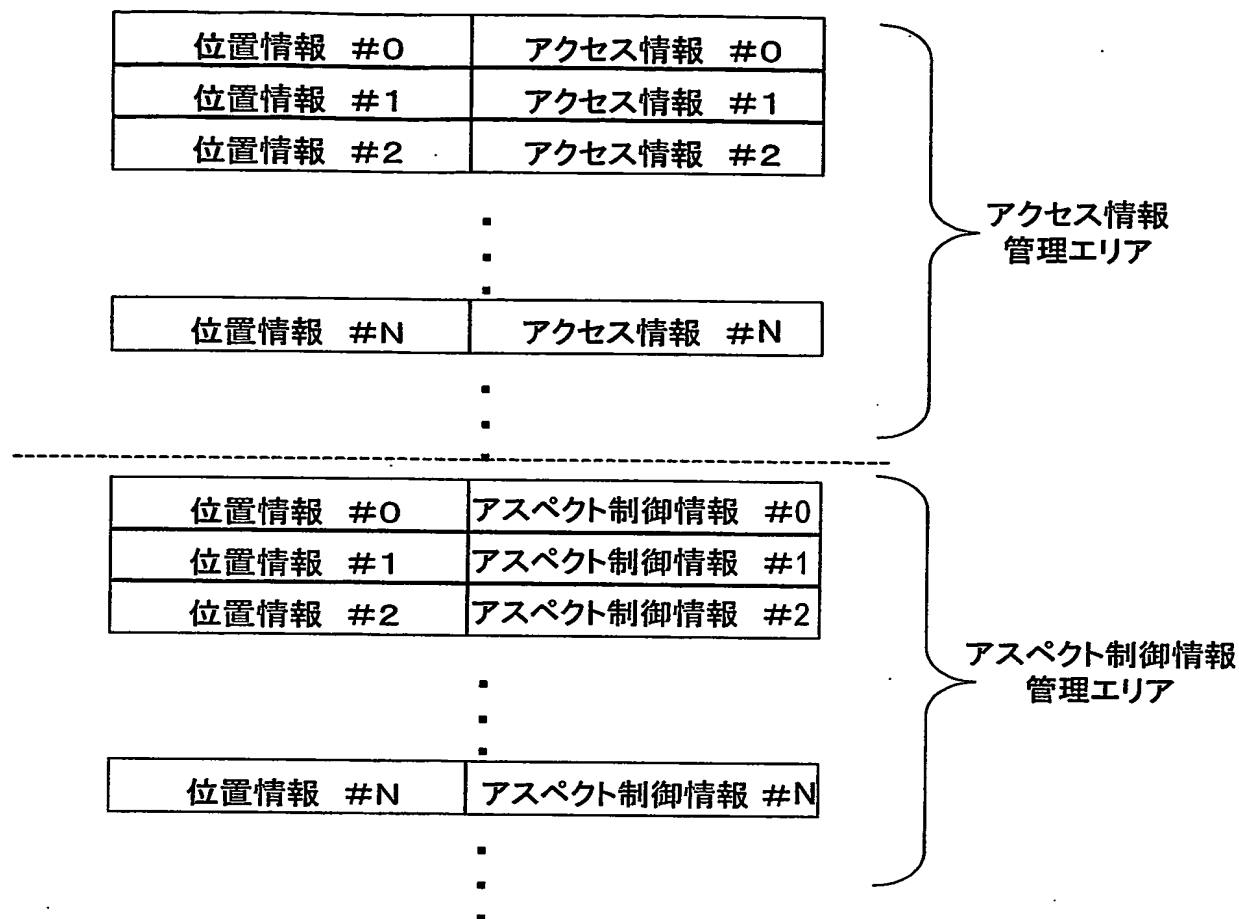 位置情報 #0 アクセス情報 #0
位置情報 #1 アクセス情報 #1
位置情報 #2 アクセス情報 #2
位置情報 #N アクセス情報 #N
アクセス情報
管理エリア
位置情報 #0 アスペクト制御情報 #0
位置情報 #1 アスペクト制御情報 #1
位置情報 #2 アスペクト制御情報 #2
位置情報 #N アスペクト制御情報 #N
アスペクト制御情報
管理エリア